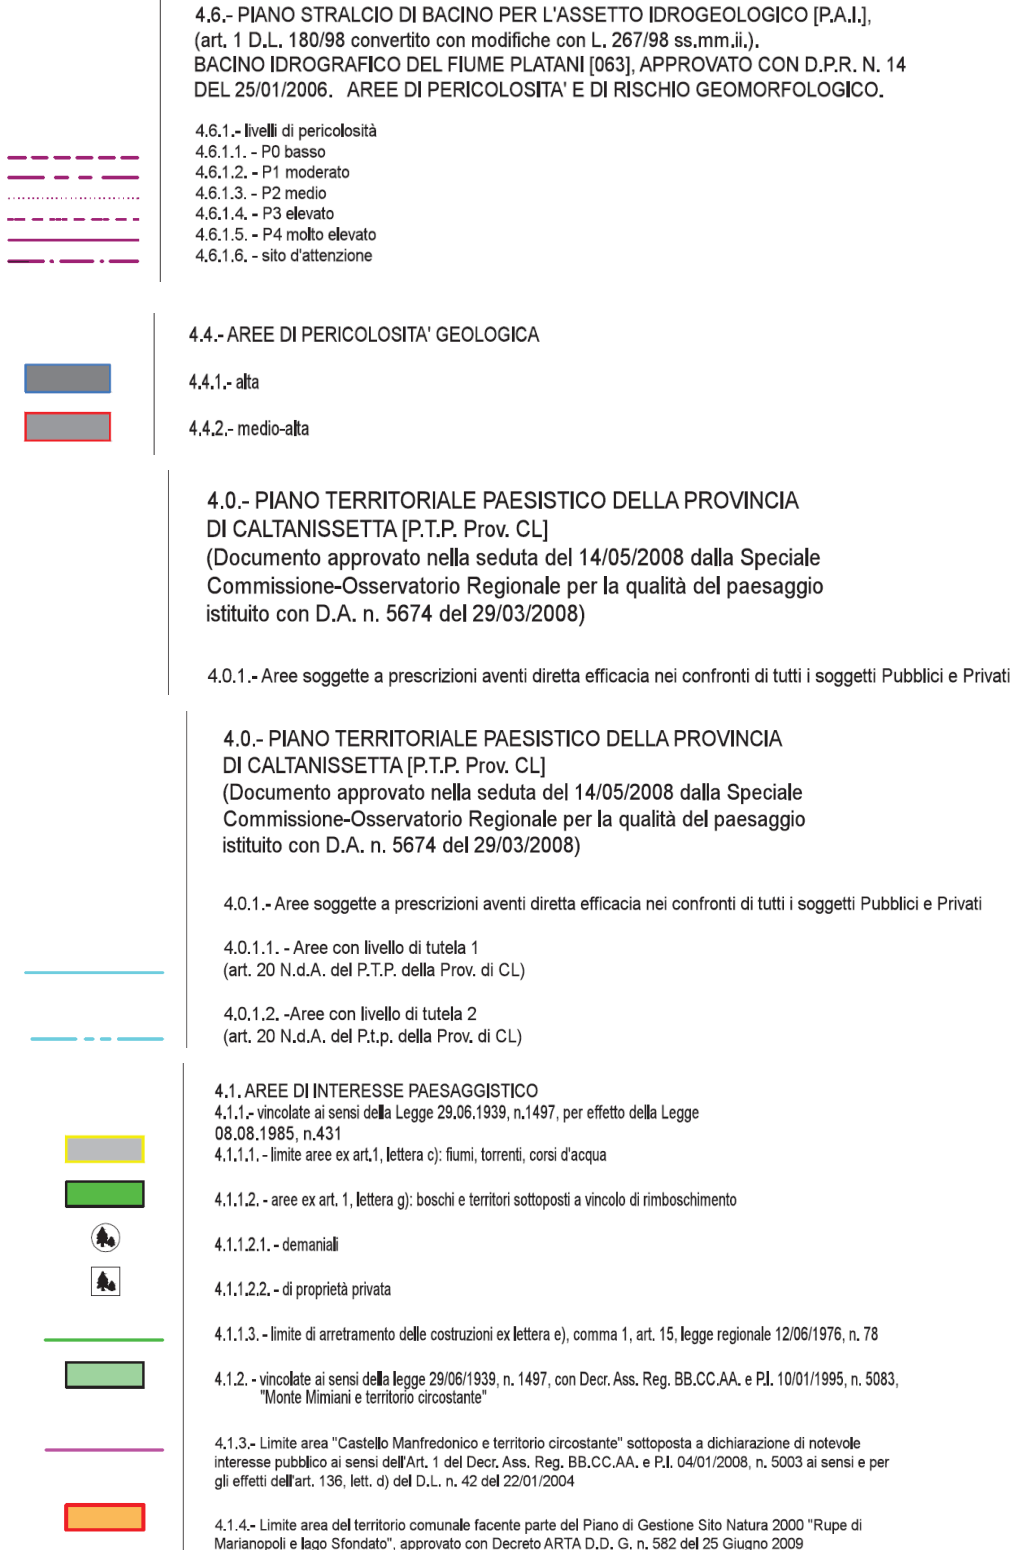 4.6.- PIANO STRALCIO DI BACINO PER L'ASSETTO IDROGEOLOGICO [P.A.I.],
(art. 1 D.L. 180/98 convertito con modifiche con L. 267/98 ss.mm.ii.).
BACINO IDROGRAFICO DEL FIUME PLATANI [063], APPROVATO CON D.P.R. N. 14
DEL 25/01/2006. AREE DI PERICOLOSITA' E DI RISCHIO GEOMORFOLOGICO.
4.6.1.- livelli di pericolosità
4.6.1.1. - P0 basso
4.6.1.2. - P1 moderato
4.6.1.3. - P2 medio
4.6.1.4. - P3 elevato
4.6.1.5. - P4 molto elevato
4.6.1.6. - sito d'attenzione
4.4.- AREE DI PERICOLOSITA' GEOLOGICA
4.4.1.- alta
4.4.2.- medio-alta
4.0.- PIANO TERRITORIALE PAESISTICO DELLA PROVINCIA
DI CALTANISSETTA [P.T.P. Prov. CL]
(Documento approvato nella seduta del 14/05/2008 dalla Speciale
Commissione-Osservatorio Regionale per la qualità del paesaggio
istituito con D.A. n. 5674 del 29/03/2008)
4.0.1.- Aree soggette a prescrizioni aventi diretta efficacia nei confronti di tutti i soggetti Pubblici e Privati
4.0.- PIANO TERRITORIALE PAESISTICO DELLA PROVINCIA
DI CALTANISSETTA [P.T.P. Prov. CL]
(Documento approvato nella seduta del 14/05/2008 dalla Speciale
Commissione-Osservatorio Regionale per la qualità del paesaggio
istituito con D.A. n. 5674 del 29/03/2008)
4.0.1.- Aree soggette a prescrizioni aventi diretta efficacia nei confronti di tutti i soggetti Pubblici e Privati
4.0.1.1. - Aree con livello di tutela 1
(art. 20 N.d.A. del P.T.P. della Prov. di CL)
4.0.1.2. -Aree con livello di tutela 2
(art. 20 N.d.A. del P.t.p. della Prov. di CL)
4.1. AREE DI INTERESSE PAESAGGISTICO
4.1.1.- vincolate ai sensi della Legge 29.06.1939, n.1497, per effetto della Legge
08.08.1985, n.431
4.1.1.1. - limite aree ex art.1, lettera c): fiumi, torrenti, corsi d'acqua
4.1.1.2. - aree ex art. 1, lettera g): boschi e territori sottoposti a vincolo di rimboschimento
4.1.1.2.1. - demaniali
4.1.1.2.2. - di proprietà privata
4.1.1.3. - limite di arretramento delle costruzioni ex lettera e), comma 1, art. 15, legge regionale 12/06/1976, n. 78
4.1.2. - vincolate ai sensi della legge 29/06/1939, n. 1497, con Decr. Ass. Reg. BB.CC.AA. e P.I. 10/01/1995, n. 5083,
"Monte Mimiani e territorio circostante"
4.1.3.- Limite area "Castello Manfredonico e territorio circostante" sottoposta a dichiarazione di notevole
interesse pubblico ai sensi dell'Art. 1 del Decr. Ass. Reg. BB.CC.AA. e P.I. 04/01/2008, n. 5003 ai sensi e per
gli effetti dell'art. 136, lett. d) del D.L. n. 42 del 22/01/2004
4.1.4.- Limite area del territorio comunale facente parte del Piano di Gestione Sito Natura 2000 "Rupe di
Marianopoli e lago Sfondato", approvato con Decreto ARTA D.D. G. n. 582 del 25 Giugno 2009